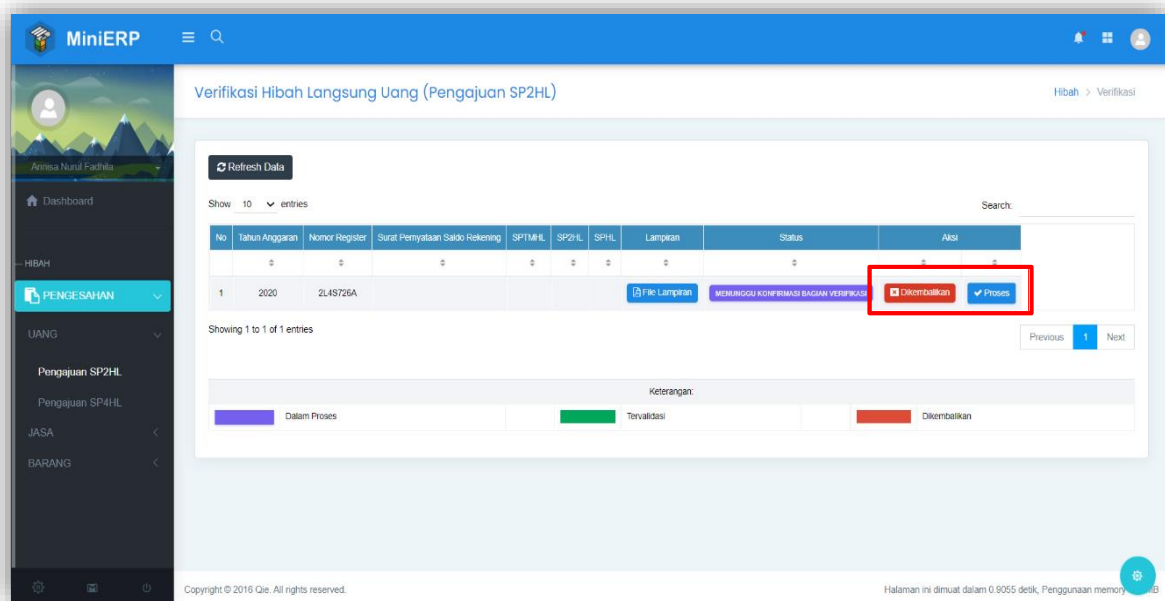 MiniERP
Verifikasi Hibah Langsung Uang (Pengajuan SP2HL)
Hibah > Verifikasi
Annisa Nurul Fadhila
Dashboard
HIBAH
PENGESAHAN
UANG
Pengajuan SP2HL
Pengajuan SP4HL
JASA
BARANG
Refresh Data
Show 10 entries
Search:
No Tahun Anggaran Nomor Register Surat Pernyataan Saldo Rekening SPTMHL SP2HL SPHL Lampiran Status Aksi
1 2020 2L4S726A File Lampiran MENUNGGU KONFIRMASI BAGIAN VERIFIKASI Dikembalikan Proses
Showing 1 to 1 of 1 entries
Previous 1 Next
Keterangan:
Dalam Proses Tervalidasi Dikembalikan
Copyright © 2016 Qie. All rights reserved.
Halaman ini dimuat dalam 0.9055 detik, Penggunaan memory